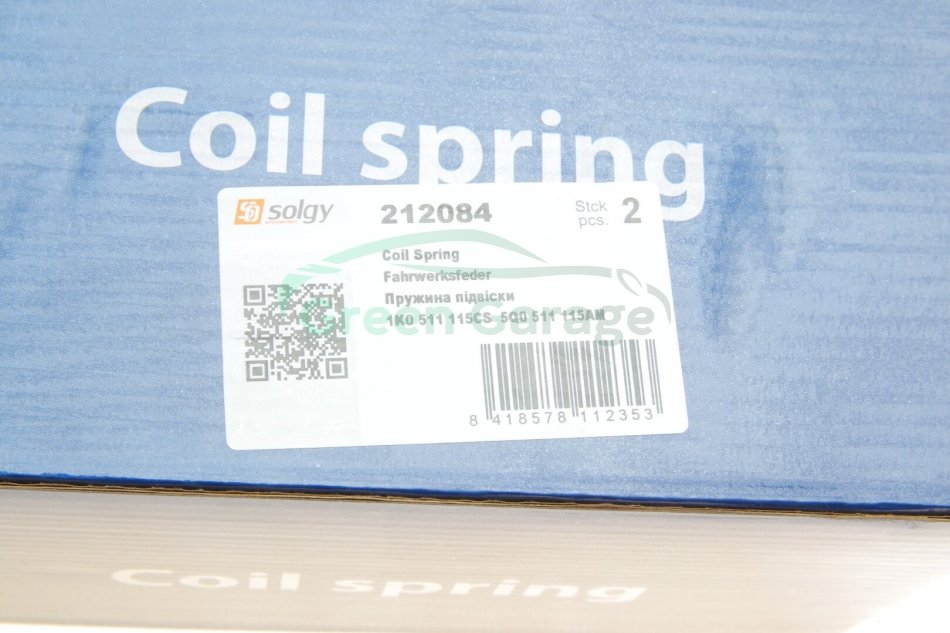 Coil spring
solgy 212084 Stck pcs. 2
Coil Spring
Fahrwerksfeder
Пружина підвіски
1K0 511 115CS 5Q0 511 115AM
Green Garage
8 418578 112353
Coil spring